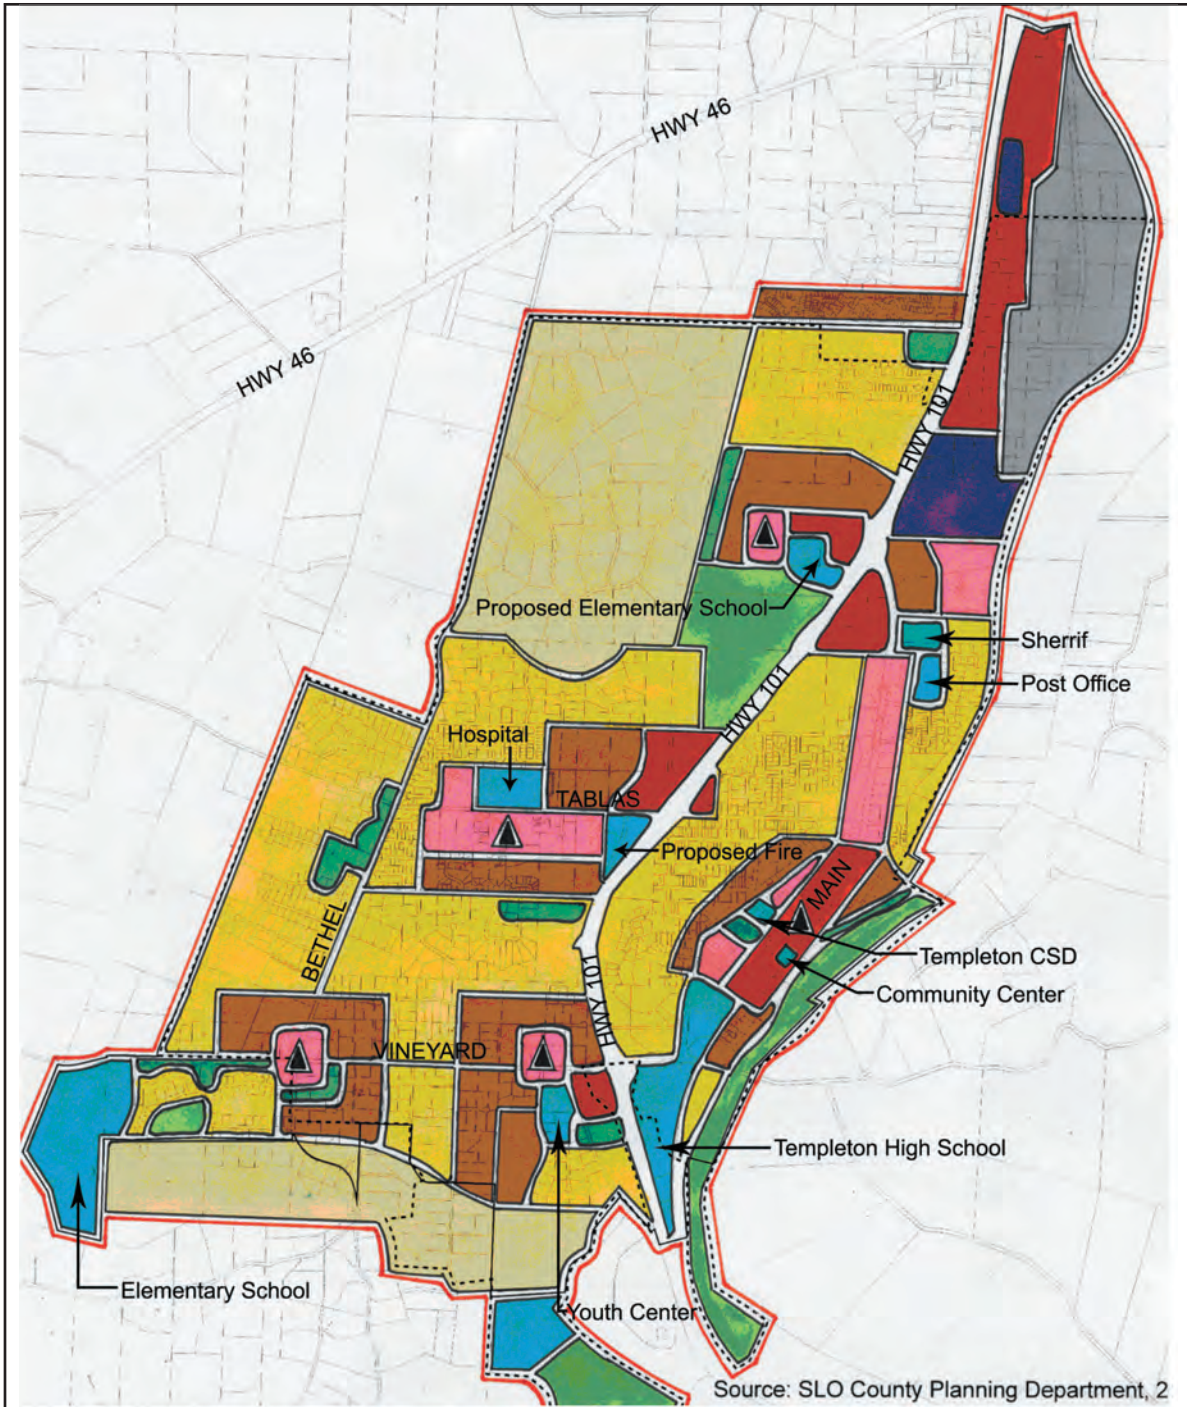 HWY 46
HWY 46
HWY 101
Proposed Elementary School
Sherrif
Post Office
HWY 101
Hospital
TABLAS
Proposed Fire
MAIN
BETHEL
Templeton CSD
Community Center
HWY 101
VINEYARD
Templeton High School
Elementary School
Youth Center
Source: SLO County Planning Department, 2